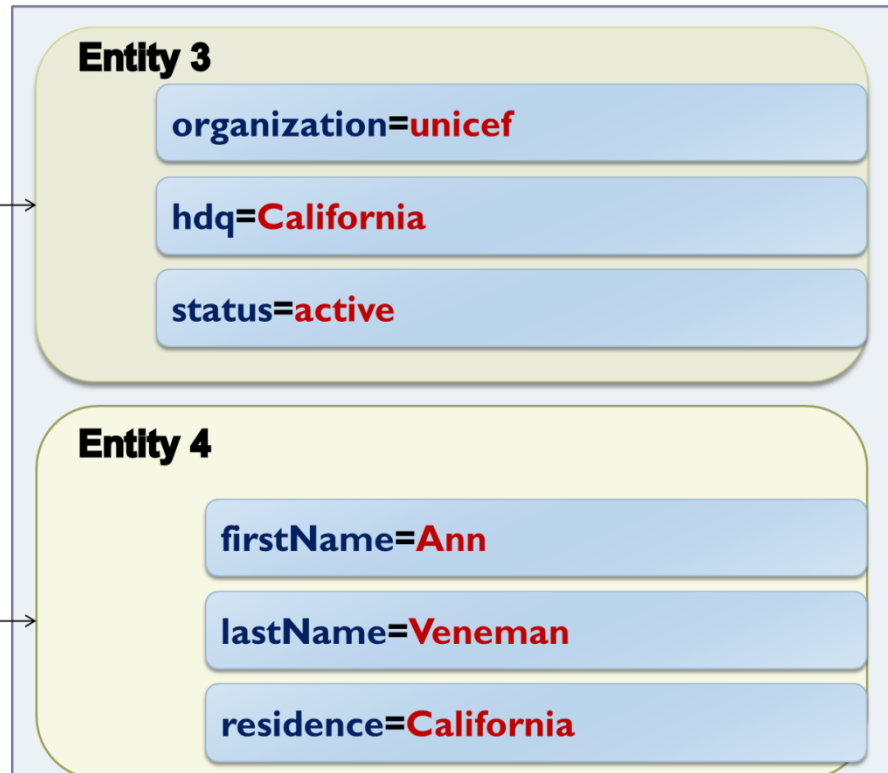 Entity 3
organization=unicef
hdq=California
status=active
Entity 4
firstName=Ann
lastName=Veneman
residence=California